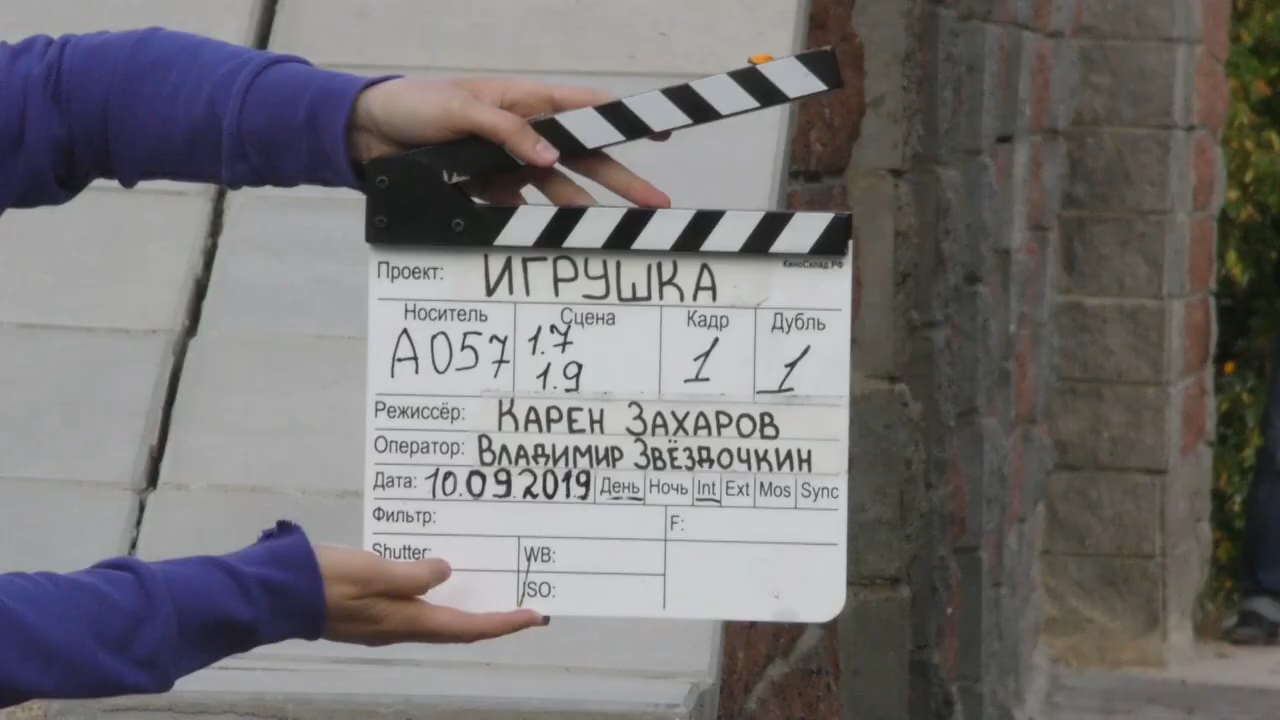 Проект: ИГРУШКА
КиноСклад.РФ
Носитель Сцена Кадр Дубль
А057 1.7 1 1
1.9
Режиссёр: КАРЕН ЗАХАРОВ
Оператор: ВЛАДИМИР ЗВЁЗДОЧКИН
Дата: 10.09.2019 День Ночь Int Ext Mos Sync
Фильтр: F:
Shutter: WB:
ISO: